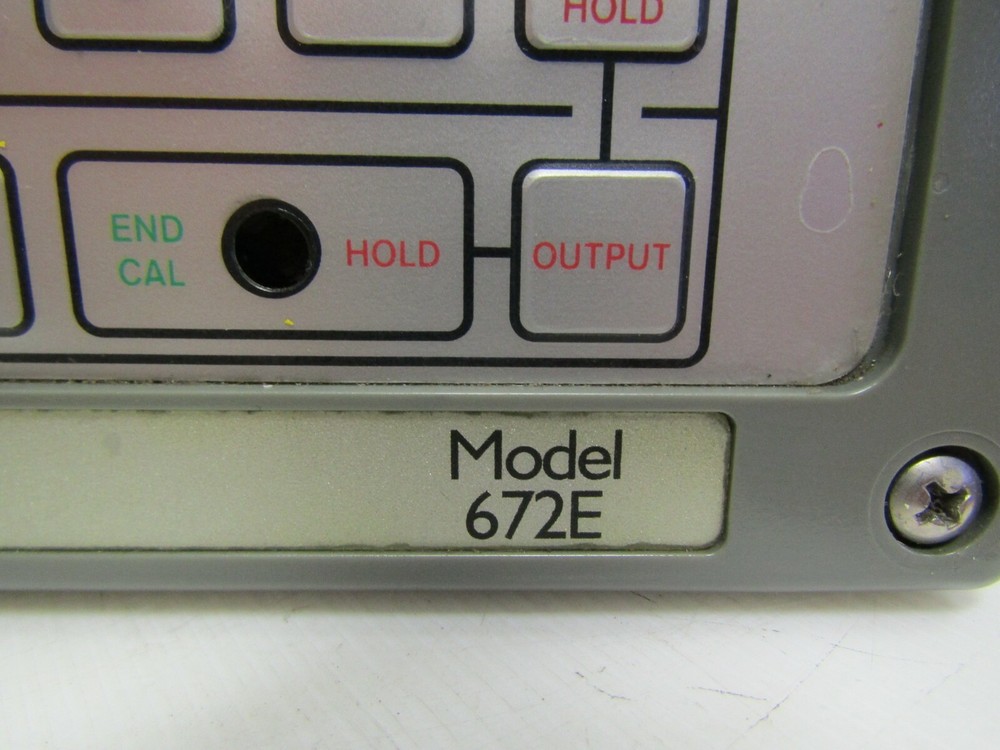 HOLD
END
CAL
HOLD
OUTPUT
Model
672E